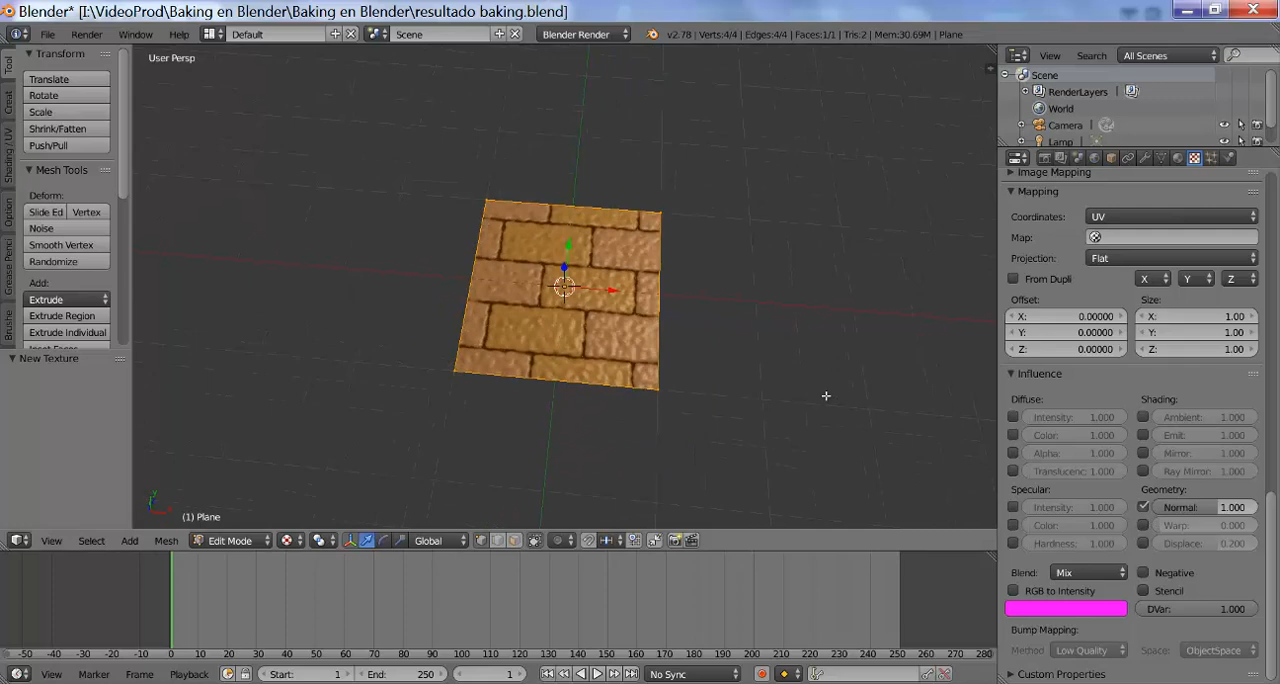 Blender* [I:\VideoProd\Baking en Blender\Baking en Blender\resultado baking.blend]
File Render Window Help Default Scene Blender Render v2.78 | Verts:4/4 | Edges:4/4 | Faces:1/1 | Tris:2 | Mem:30.69M | Plane
View Search All Scenes
Transform
Translate
Rotate
Scale
Shrink/Fatten
Push/Pull
Mesh Tools
Deform:
Slide Ed Vertex
Noise
Smooth Vertex
Randomize
Add:
Extrude
Extrude Region
Extrude Individual
New Texture
Tool
Creat
Shading / UV
Option
Grease Penci
Brushe
User Persp
(1) Plane
Scene
RenderLayers
World
Camera
Lamp
Image Mapping
Mapping
Coordinates: UV
Map:
Projection: Flat
From Dupli X Y Z
Offset: Size:
X: 0.00000 X: 1.00
Y: 0.00000 Y: 1.00
Z: 0.00000 Z: 1.00
Influence
Diffuse: Shading:
Intensity: 1.000 Ambient: 1.000
Color: 1.000 Emit: 1.000
Alpha: 1.000 Mirror: 1.000
Translucenc: 1.000 Ray Mirror: 1.000
Specular: Geometry:
Intensity: 1.000 Normal: 1.000
Color: 1.000 Warp: 0.000
Hardness: 1.000 Displace: 0.200
Blend: Mix Negative
RGB to Intensity Stencil
DVar: 1.000
Bump Mapping:
Method Low Quality Space: ObjectSpace
Custom Properties
View Select Add Mesh Edit Mode Global
-50 -40 -30 -20 -10 0 10 20 30 40 50 60 70 80 90 100 110 120 130 140 150 160 170 180 190 200 210 220 230 240 250 260 270 280
View Marker Frame Playback Start: 1 End: 250 1 No Sync